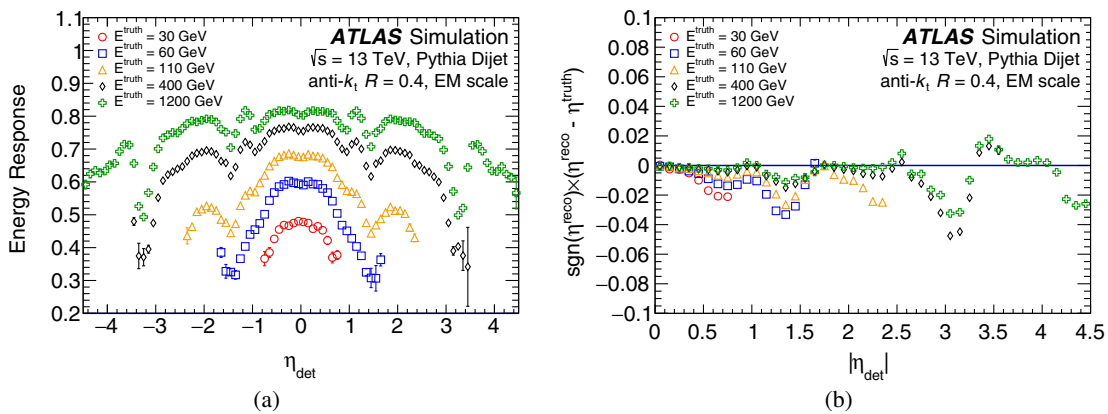 ATLAS Simulation
√s = 13 TeV, Pythia Dijet
anti-kt R = 0.4, EM scale
E^truth = 30 GeV
E^truth = 60 GeV
E^truth = 110 GeV
E^truth = 400 GeV
E^truth = 1200 GeV
Energy Response
1.1
1
0.9
0.8
0.7
0.6
0.5
0.4
0.3
0.2
−4 −3 −2 −1 0 1 2 3 4
η_det
(a)
ATLAS Simulation
√s = 13 TeV, Pythia Dijet
anti-kt R = 0.4, EM scale
E^truth = 30 GeV
E^truth = 60 GeV
E^truth = 110 GeV
E^truth = 400 GeV
E^truth = 1200 GeV
sgn(η^reco)×(η^reco - η^truth)
0.1
0.08
0.06
0.04
0.02
0
−0.02
−0.04
−0.06
−0.08
−0.1
0 0.5 1 1.5 2 2.5 3 3.5 4 4.5
|η_det|
(b)